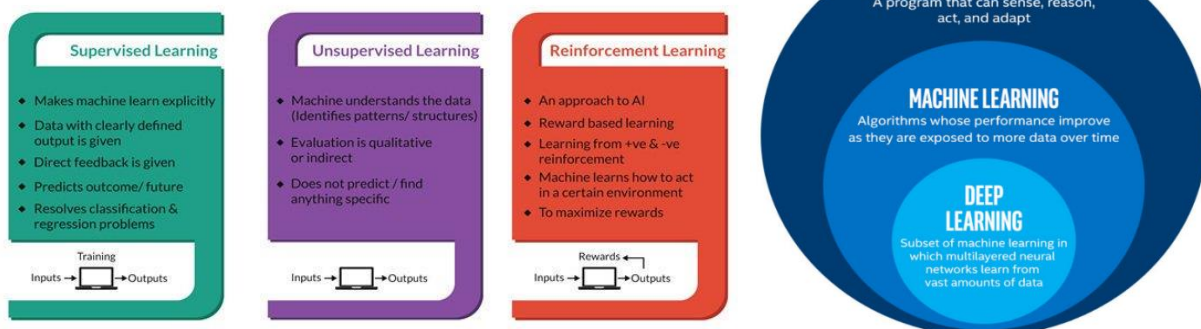 Supervised Learning
◆ Makes machine learn explicitly
◆ Data with clearly defined
output is given
◆ Direct feedback is given
◆ Predicts outcome/ future
◆ Resolves classification &
regression problems
Training
Inputs → → Outputs
Unsupervised Learning
◆ Machine understands the data
(Identifies patterns/ structures)
◆ Evaluation is qualitative
or indirect
◆ Does not predict / find
anything specific
Inputs → → Outputs
Reinforcement Learning
◆ An approach to AI
◆ Reward based learning
◆ Learning from +ve & -ve
reinforcement
◆ Machine learns how to act
in a certain environment
◆ To maximize rewards
Rewards
Inputs → → Outputs
A program that can sense, reason,
act, and adapt
MACHINE LEARNING
Algorithms whose performance improve
as they are exposed to more data over time
DEEP
LEARNING
Subset of machine learning in
which multilayered neural
networks learn from
vast amounts of data